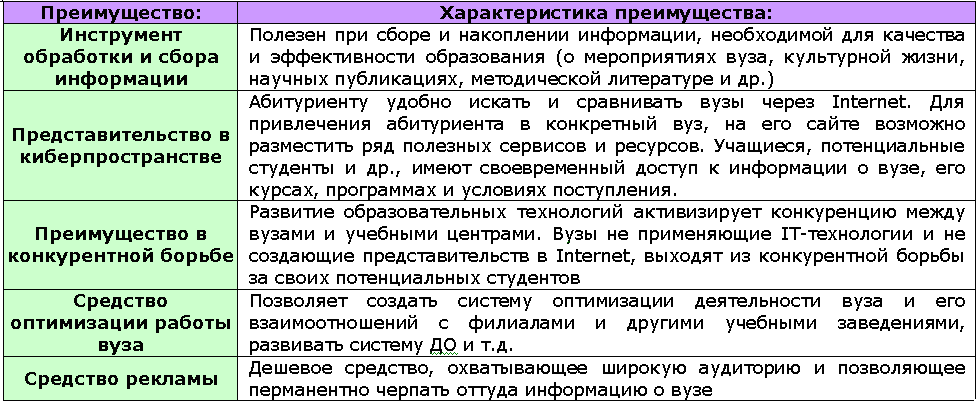 Преимущество:
Характеристика преимущества:
Инструмент
обработки и сбора
информации
Полезен при сборе и накоплении информации, необходимой для качества
и эффективности образования (о мероприятиях вуза, культурной жизни,
научных публикациях, методической литературе и др.)
Представительство в
киберпространстве
Абитуриенту удобно искать и сравнивать вузы через Internet. Для
привлечения абитуриента в конкретный вуз, на его сайте возможно
разместить ряд полезных сервисов и ресурсов. Учащиеся, потенциальные
студенты и др., имеют своевременный доступ к информации о вузе, его
курсах, программах и условиях поступления.
Преимущество в
конкурентной борьбе
Развитие образовательных технологий активизирует конкуренцию между
вузами и учебными центрами. Вузы не применяющие IT-технологии и не
создающие представительств в Internet, выходят из конкурентной борьбы
за своих потенциальных студентов
Средство
оптимизации работы
вуза
Позволяет создать систему оптимизации деятельности вуза и его
взаимоотношений с филиалами и другими учебными заведениями,
развивать систему ДО и т.д.
Средство рекламы
Дешевое средство, охватывающее широкую аудиторию и позволяющее
перманентно черпать оттуда информацию о вузе